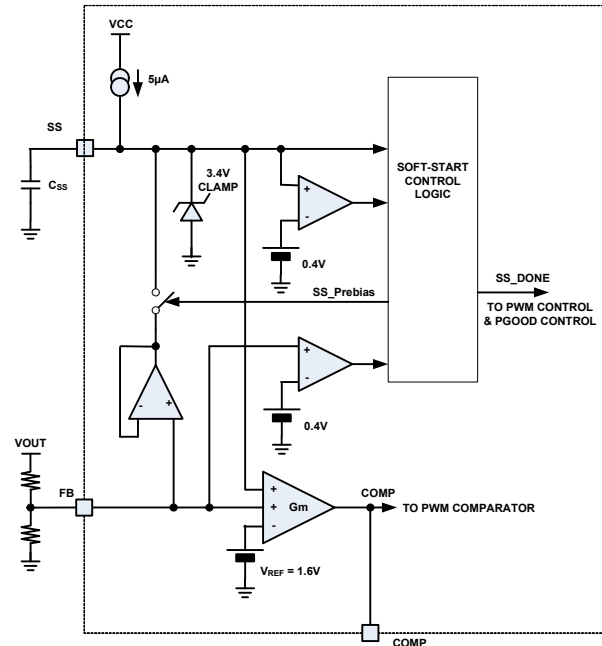 VCC
5µA
SS
CSS
3.4V
CLAMP
+
-
0.4V
SOFT-START
CONTROL
LOGIC
SS_DONE
TO PWM CONTROL
& PGOOD CONTROL
SS_Prebias
+
-
0.4V
-
+
VOUT
FB
+
+
-
Gm
COMP
TO PWM COMPARATOR
VREF = 1.6V
COMP